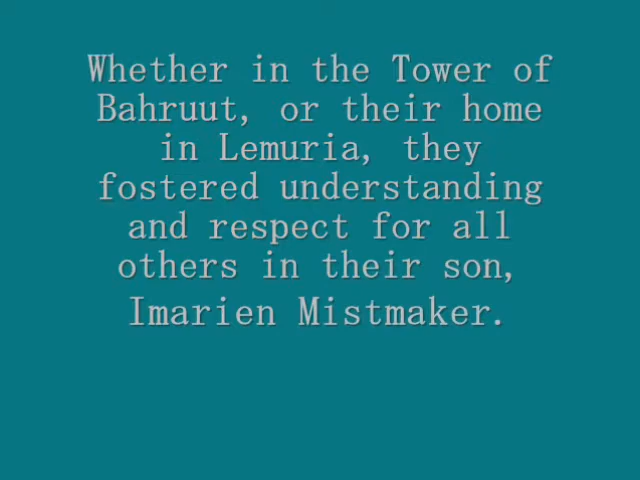 Whether in the Tower of
Bahruut, or their home
in Lemuria, they
fostered understanding
and respect for all
others in their son,
Imarien Mistmaker.